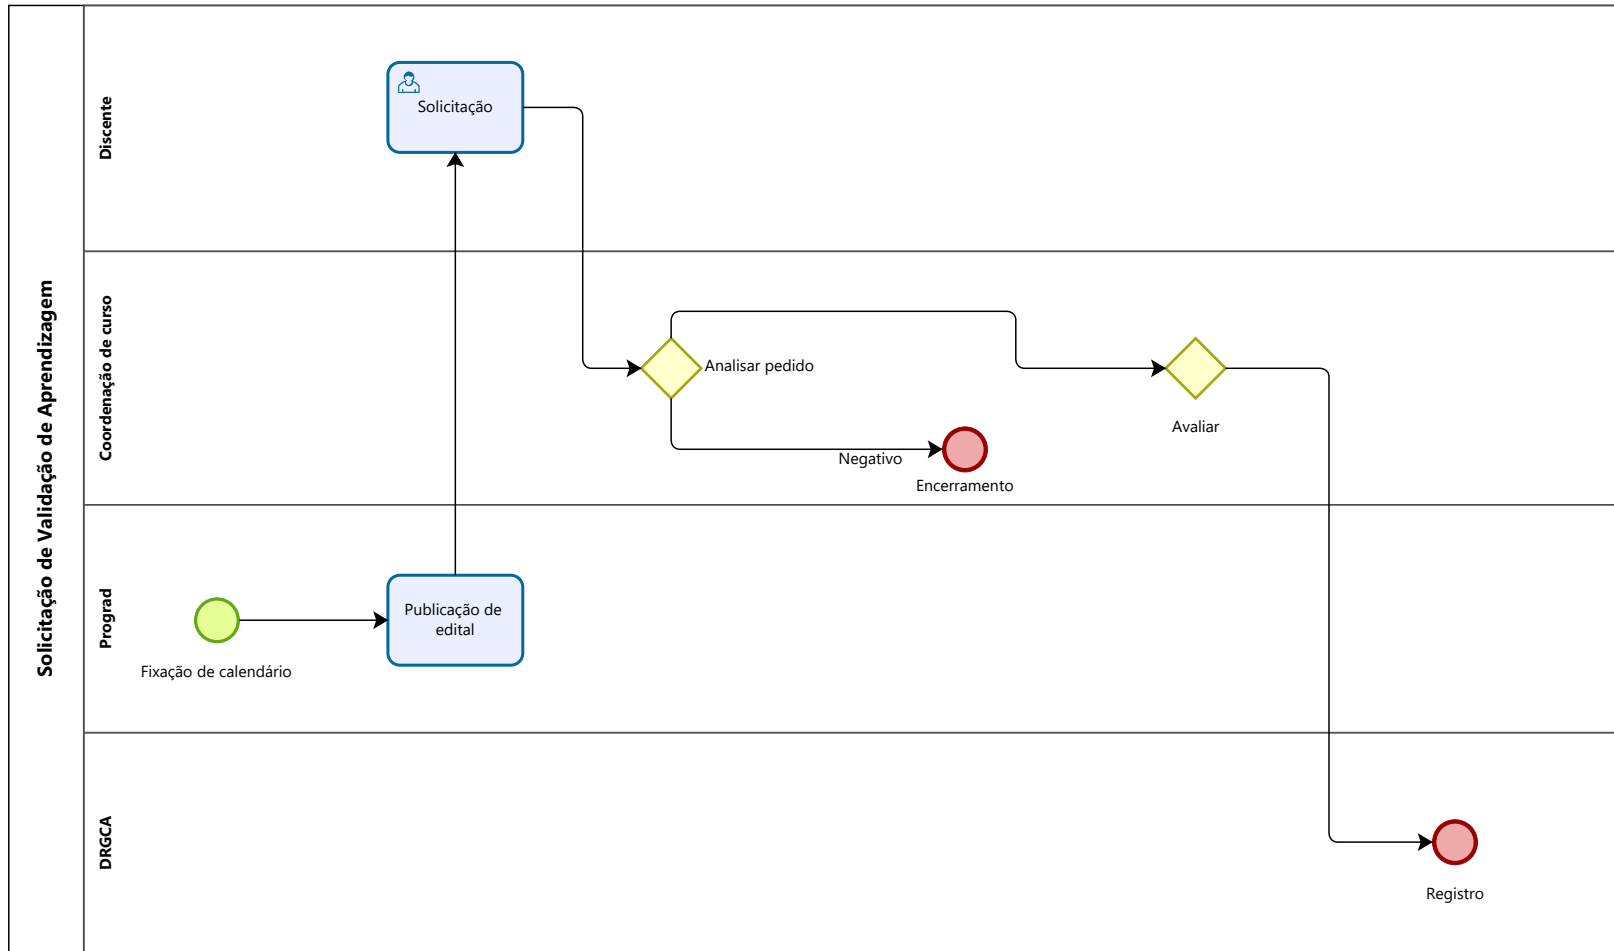 Solicitação de Validação de Aprendizagem
Discente
Solicitação
Coordenação de curso
Analisar pedido
Negativo
Encerramento
Avaliar
Prograd
Fixação de calendário
Publicação de
edital
DRGCA
Registro